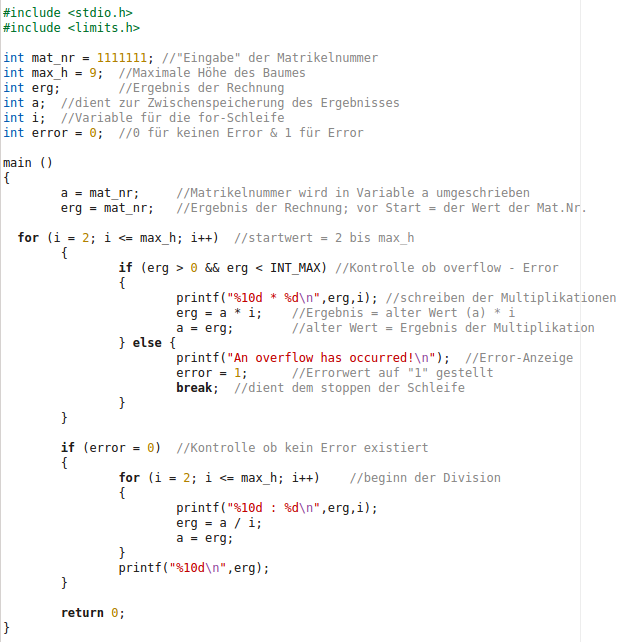 #include <stdio.h>
#include <limits.h>

int mat_nr = 1111111; //"Eingabe" der Matrikelnummer
int max_h = 9;  //Maximale Höhe des Baumes
int erg;        //Ergebnis der Rechnung
int a;  //dient zur Zwischenspeicherung des Ergebnisses
int i;  //Variable für die for-Schleife
int error = 0;  //0 für keinen Error & 1 für Error

main ()
{
        a = mat_nr;     //Matrikelnummer wird in Variable a umgeschrieben
        erg = mat_nr;   //Ergebnis der Rechnung; vor Start = der Wert der Mat.Nr.

  for (i = 2; i <= max_h; i++)  //startwert = 2 bis max_h
        {
                if (erg > 0 && erg < INT_MAX) //Kontrolle ob overflow - Error
                {
                        printf("%10d * %d\n",erg,i); //schreiben der Multiplikationen
                        erg = a * i;    //Ergebnis = alter Wert (a) * i
                        a = erg;        //alter Wert = Ergebnis der Multiplikation
                } else {
                        printf("An overflow has occurred!\n");  //Error-Anzeige
                        error = 1;      //Errorwert auf "1" gestellt
                        break;  //dient dem stoppen der Schleife
                }
        }

        if (error = 0)  //Kontrolle ob kein Error existiert
        {
                for (i = 2; i <= max_h; i++)    //beginn der Division
                {
                        printf("%10d : %d\n",erg,i);
                        erg = a / i;
                        a = erg;
                }
                printf("%10d\n",erg);
        }

        return 0;
}